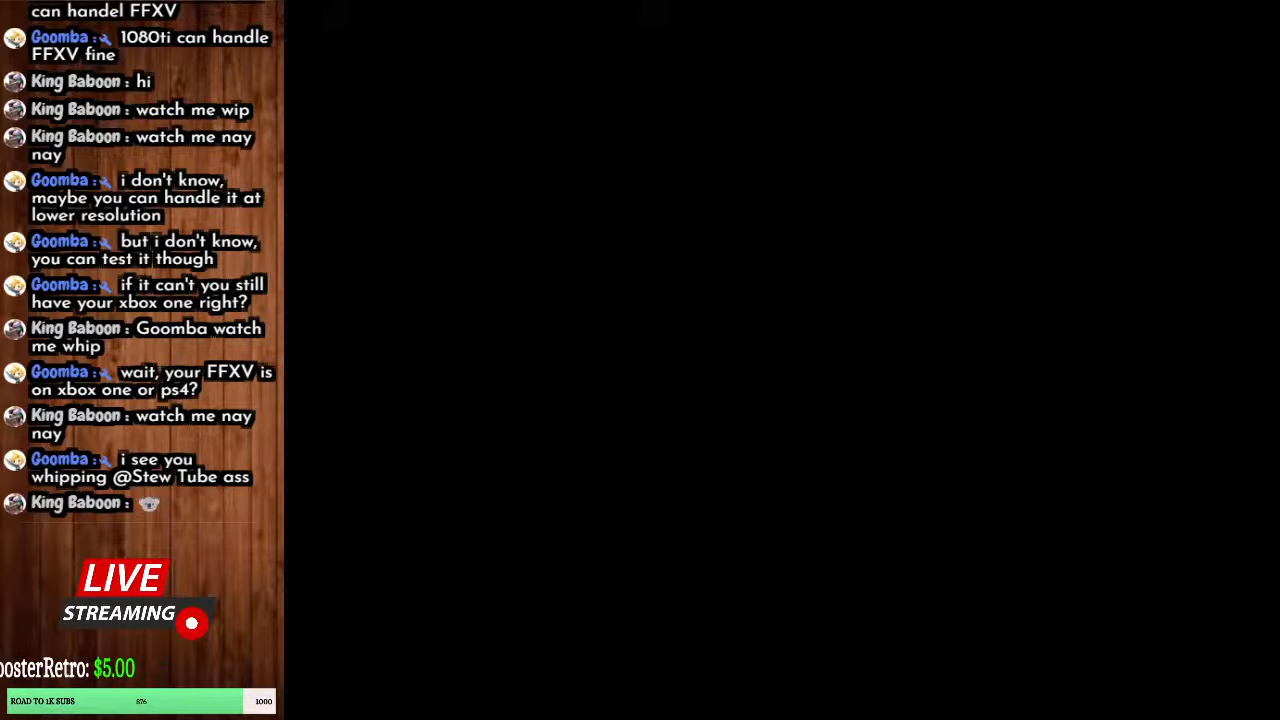 can handel FFXV
Goomba : 1080ti can handle
FFXV fine
King Baboon : hi
King Baboon : watch me wip
King Baboon : watch me nay
nay
Goomba : i don't know,
maybe you can handle it at
lower resolution
Goomba : but i don't know,
you can test it though
Goomba : if it can't you still
have your xbox one right?
King Baboon : Goomba watch
me whip
Goomba : wait, your FFXV is
on xbox one or ps4?
King Baboon : watch me nay
nay
Goomba : i see you
whipping @Stew Tube ass
King Baboon : 🐨
LIVE
STREAMING
oosterRetro: $5.00
ROAD TO 1K SUBS 876 1000